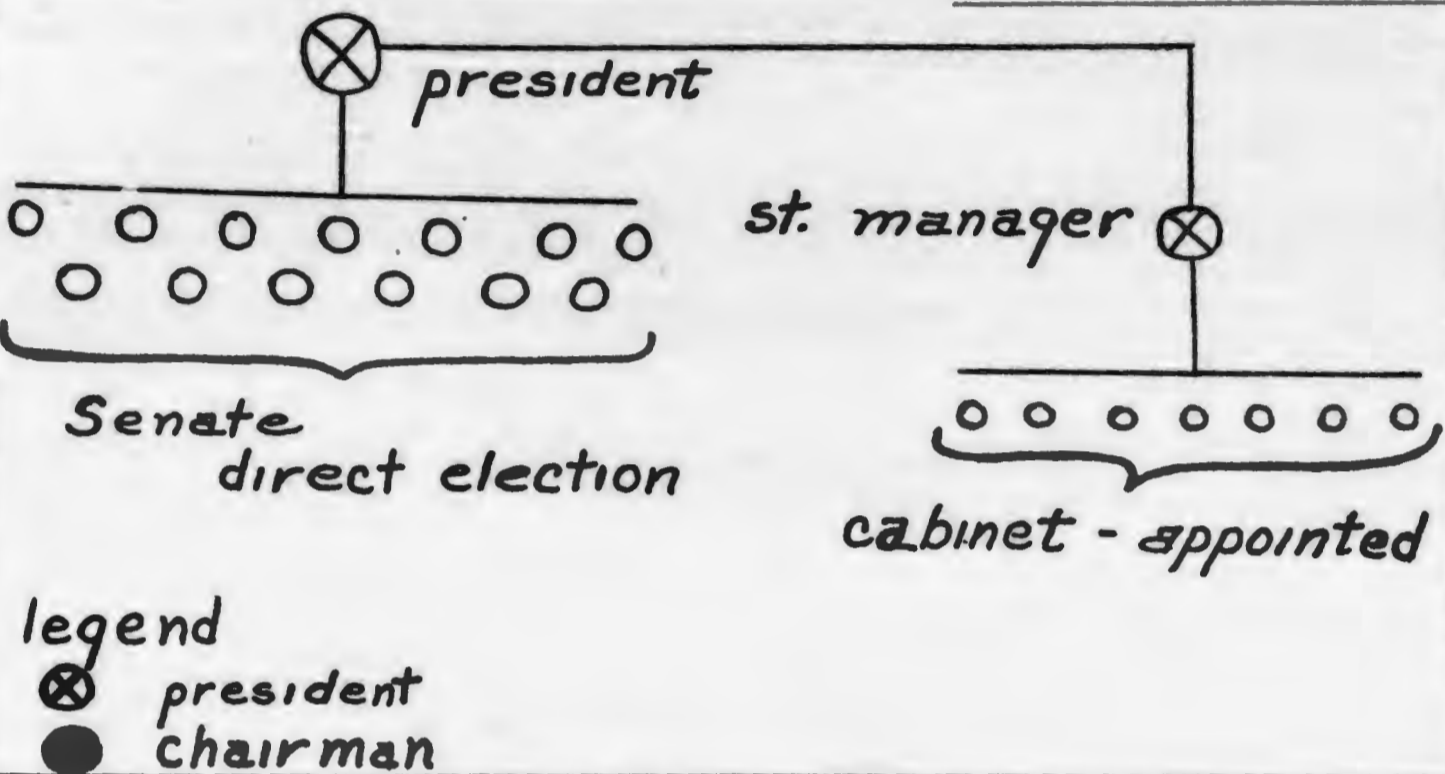 president
st. manager
Senate
direct election
cabinet - appointed
legend
president
chairman